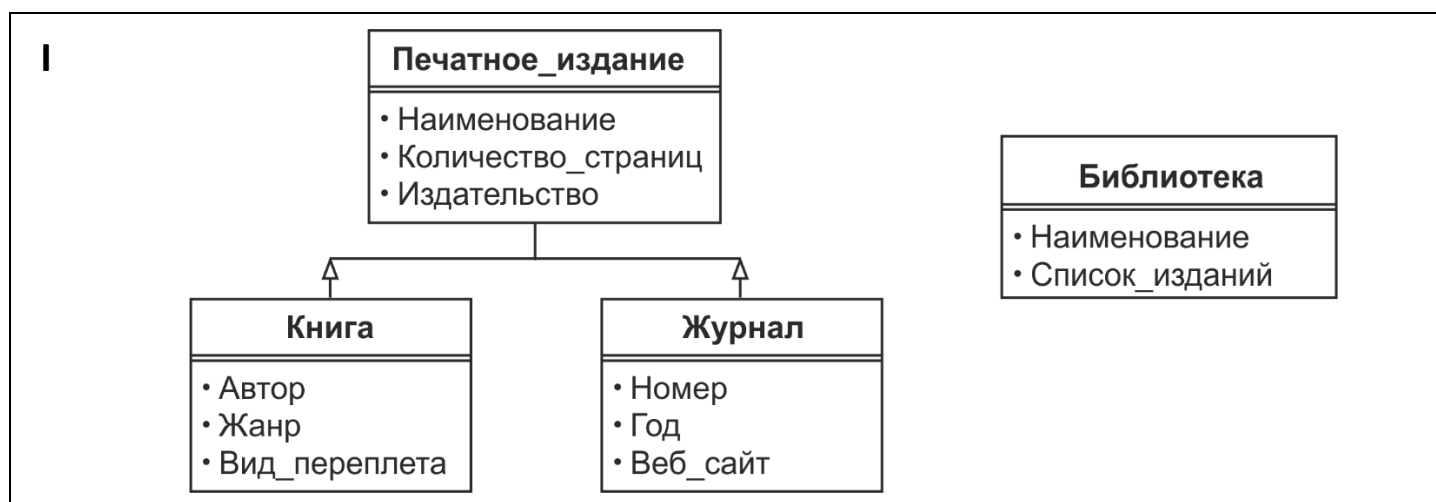 I
Печатное_издание
• Наименование
• Количество_страниц
• Издательство
Библиотека
• Наименование
• Список_изданий
Книга
• Автор
• Жанр
• Вид_переплета
Журнал
• Номер
• Год
• Веб_сайт